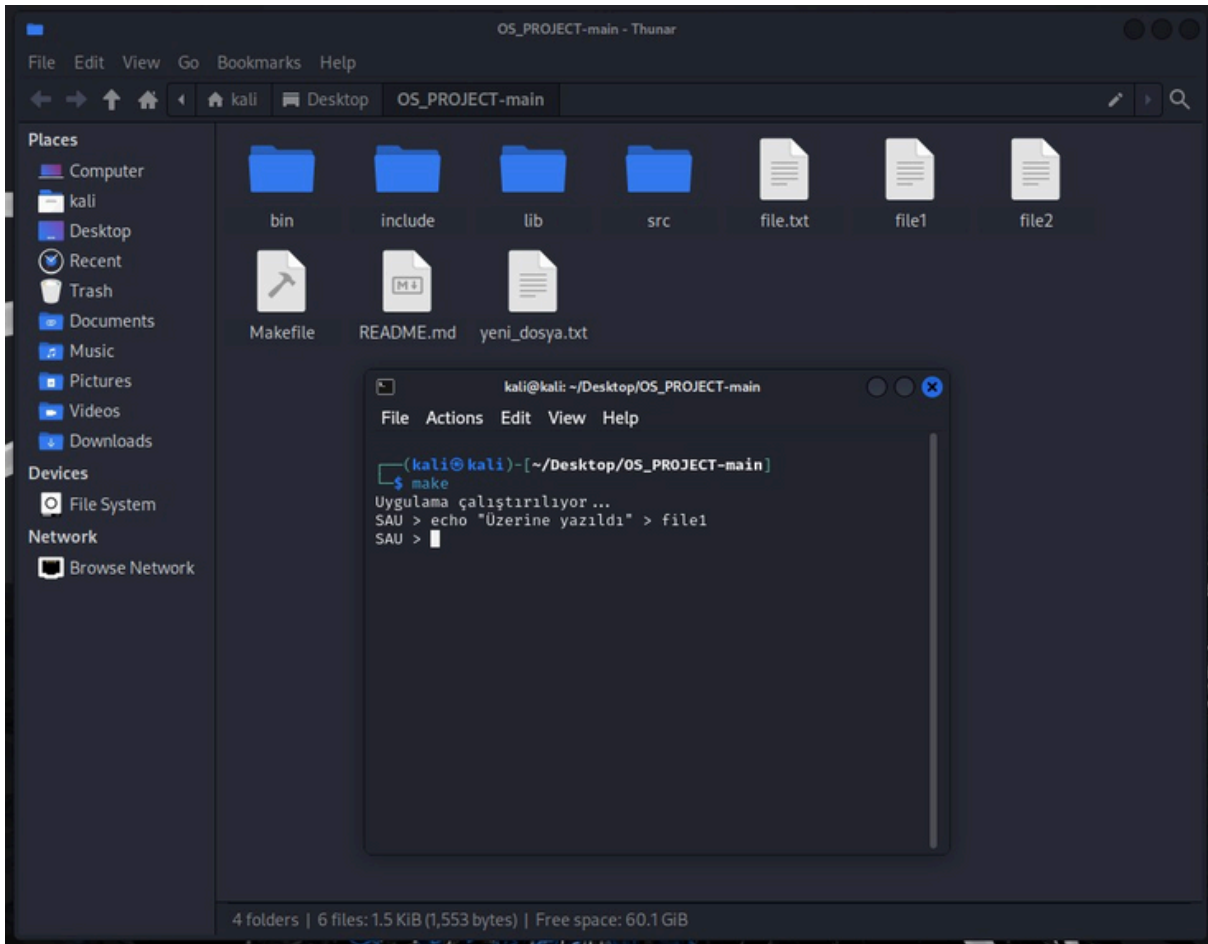 OS_PROJECT-main - Thunar
File Edit View Go Bookmarks Help
kali Desktop OS_PROJECT-main
Places
Computer
kali
Desktop
Recent
Trash
Documents
Music
Pictures
Videos
Downloads
Devices
File System
Network
Browse Network
bin include lib src file.txt file1 file2
Makefile README.md yeni_dosya.txt
kali@kali: ~/Desktop/OS_PROJECT-main
File Actions Edit View Help
(kali㉿kali)-[~/Desktop/OS_PROJECT-main]
$ make
Uygulama çalıştırılıyor...
SAU > echo "Üzerine yazıldı" > file1
SAU >
4 folders | 6 files: 1.5 KiB (1,553 bytes) | Free space: 60.1 GiB